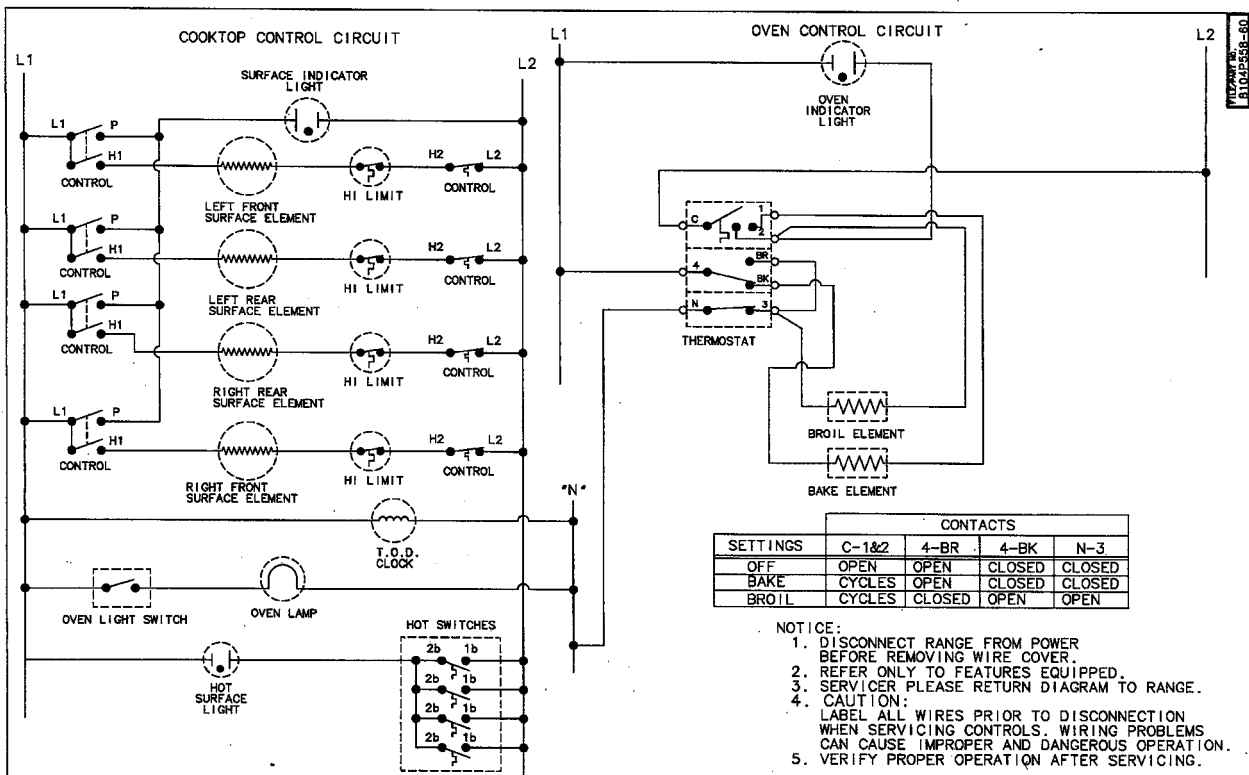 COOKTOP CONTROL CIRCUIT
L1
L2
SURFACE INDICATOR
LIGHT
L1
P
H1
CONTROL
LEFT FRONT
SURFACE ELEMENT
HI LIMIT
H2
L2
CONTROL
L1
P
H1
CONTROL
LEFT REAR
SURFACE ELEMENT
HI LIMIT
H2
L2
CONTROL
L1
P
H1
CONTROL
RIGHT REAR
SURFACE ELEMENT
HI LIMIT
H2
L2
CONTROL
L1
P
H1
CONTROL
RIGHT FRONT
SURFACE ELEMENT
HI LIMIT
H2
L2
CONTROL
"N"
T.O.D.
CLOCK
OVEN LIGHT SWITCH
OVEN LAMP
HOT SWITCHES
HOT
SURFACE
LIGHT
2b 1b
2b 1b
2b 1b
2b 1b
OVEN CONTROL CIRCUIT
L1
L2
8104P558-60
OVEN
INDICATOR
LIGHT
C
1
2
4
BR
BK
N
3
THERMOSTAT
BROIL ELEMENT
BAKE ELEMENT
CONTACTS
SETTINGS C-1&2 4-BR 4-BK N-3
OFF OPEN OPEN CLOSED CLOSED
BAKE CYCLES OPEN CLOSED CLOSED
BROIL CYCLES CLOSED OPEN OPEN
NOTICE:
1. DISCONNECT RANGE FROM POWER
BEFORE REMOVING WIRE COVER.
2. REFER ONLY TO FEATURES EQUIPPED.
3. SERVICER PLEASE RETURN DIAGRAM TO RANGE.
4. CAUTION:
LABEL ALL WIRES PRIOR TO DISCONNECTION
WHEN SERVICING CONTROLS. WIRING PROBLEMS
CAN CAUSE IMPROPER AND DANGEROUS OPERATION.
5. VERIFY PROPER OPERATION AFTER SERVICING.